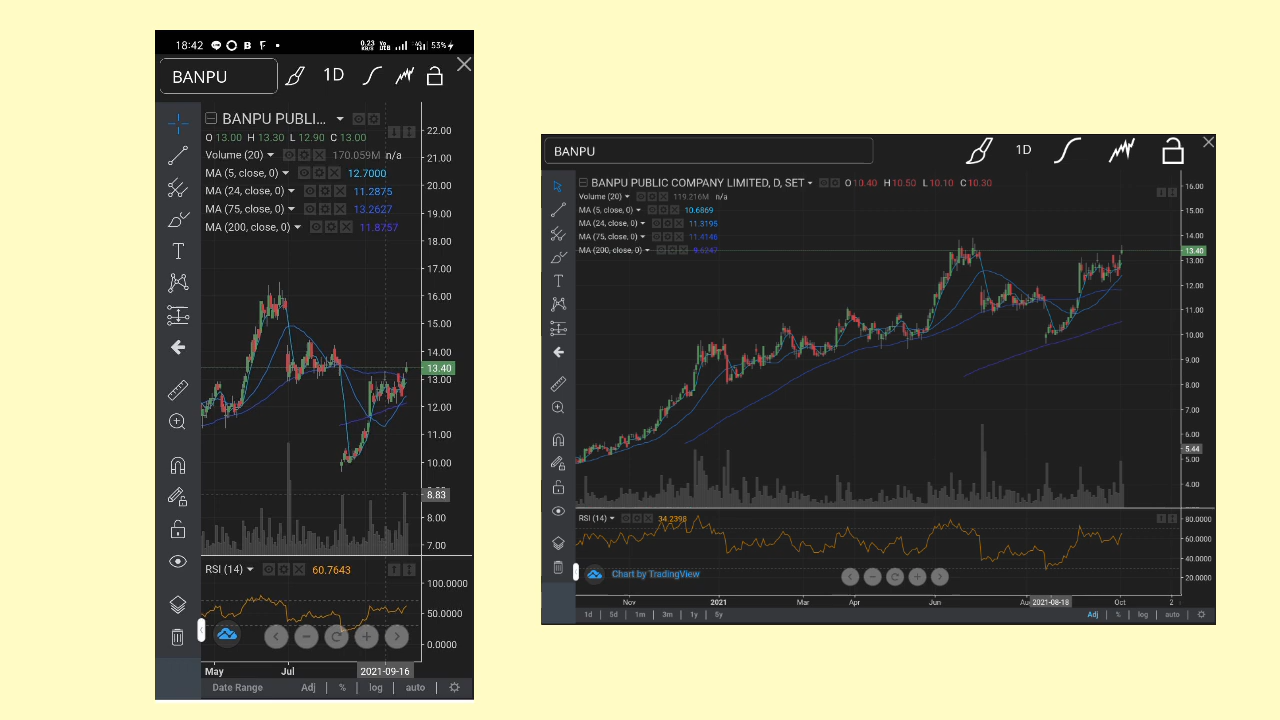 18:42 B F 0.23 KB/S Vo LTE 4G 53%
BANPU 1D
BANPU PUBLI...
O 13.00 H 13.30 L 12.90 C 13.00
Volume (20) 170.059M n/a
MA (5, close, 0) 12.7000
MA (24, close, 0) 11.2875
MA (75, close, 0) 13.2627
MA (200, close, 0) 11.8757
22.00
21.00
20.00
19.00
18.00
17.00
16.00
15.00
14.00
13.40
13.00
12.00
11.00
10.00
8.83
8.00
7.00
RSI (14) 60.7643
100.0000
50.0000
0.0000
May Jul 2021-09-16
Date Range Adj % log auto
BANPU 1D
BANPU PUBLIC COMPANY LIMITED, D, SET O 10.40 H 10.50 L 10.10 C 10.30
Volume (20) 119.216M n/a
MA (5, close, 0) 10.6869
MA (24, close, 0) 11.3195
MA (75, close, 0) 11.4146
MA (200, close, 0) 9.6247
16.00
15.00
14.00
13.40
13.00
12.00
11.00
10.00
9.00
8.00
7.00
6.00
5.44
5.00
4.00
RSI (14) 34.2398
80.0000
60.0000
40.0000
20.0000
Chart by TradingView
Nov 2021 Mar Apr Jun Au 2021-08-18 Oct 2
1d 5d 1m 3m 1y 5y Adj % log auto